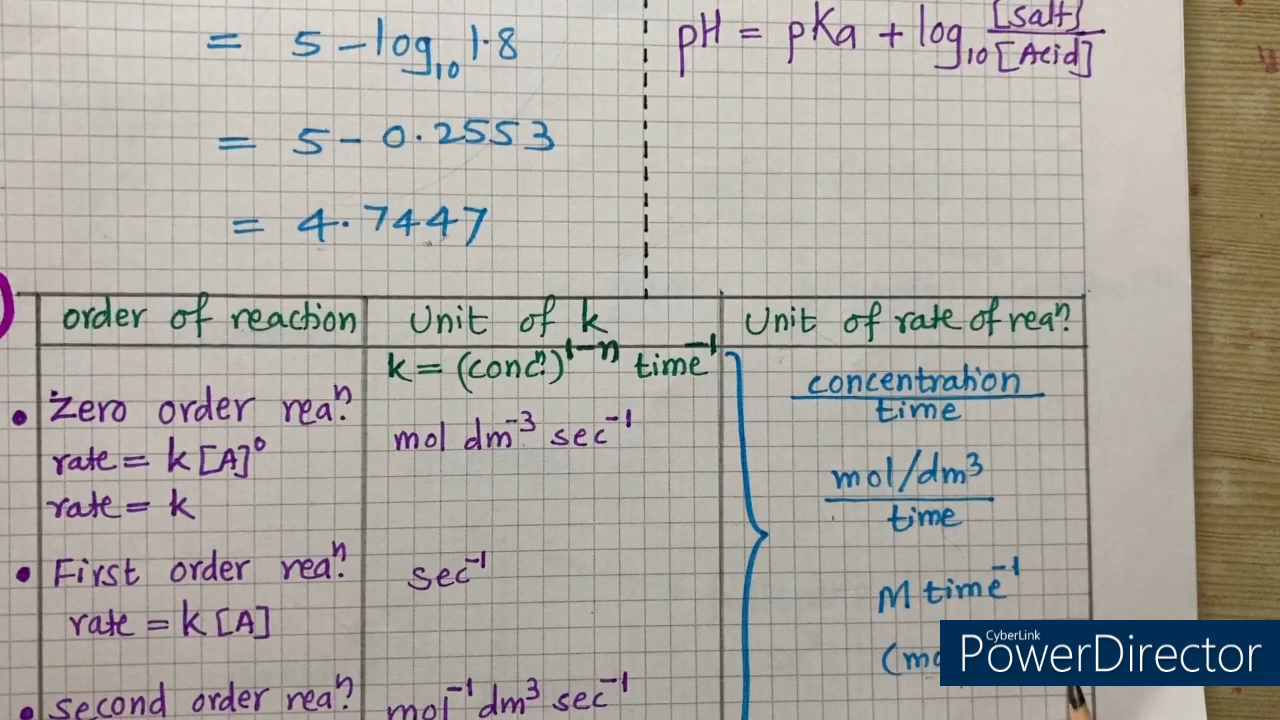 = 5 - log₁₀ 1.8
= 5 - 0.2553
= 4.7447
pH = pKa + log₁₀ [salt]/[Acid]
order of reaction
Unit of k
Unit of rate of reaⁿ.
k = (concⁿ.)¹⁻ⁿ time⁻¹
• Zero order reaⁿ.
rate = k [A]⁰
rate = k
mol dm⁻³ sec⁻¹
• First order reaⁿ.
rate = k [A]
sec⁻¹
• second order reaⁿ.
mol⁻¹ dm³ sec⁻¹
concentration
time
mol/dm³
time
M time⁻¹
CyberLink
PowerDirector